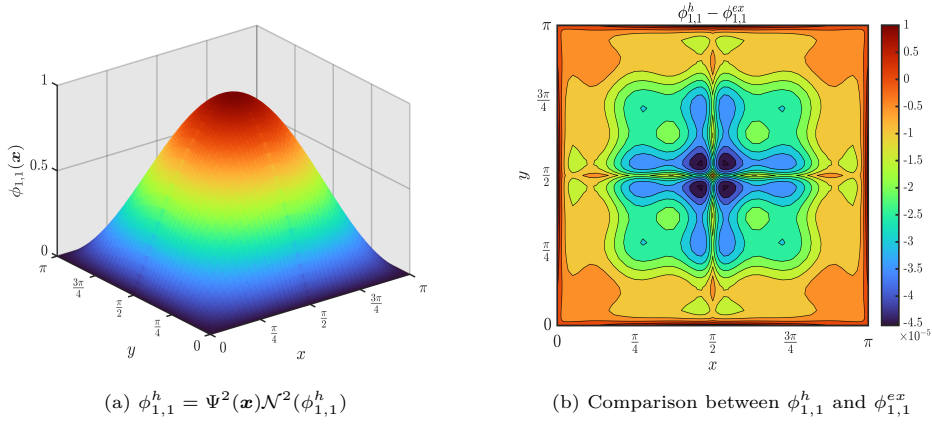 ϕ₁,₁(𝒙)
1
0.5
0
π
3π/4
π/2
π/4
0
y
0
π/4
π/2
3π/4
π
x
(a) ϕʰ₁,₁ = Ψ²(𝒙)𝒩²(ϕʰ₁,₁)
ϕʰ₁,₁ − ϕᵉˣ₁,₁
π
3π/4
y
π/2
π/4
0
0
π/4
π/2
3π/4
π
x
1
0.5
0
-0.5
-1
-1.5
-2
-2.5
-3
-3.5
-4
-4.5
×10⁻⁵
(b) Comparison between ϕʰ₁,₁ and ϕᵉˣ₁,₁